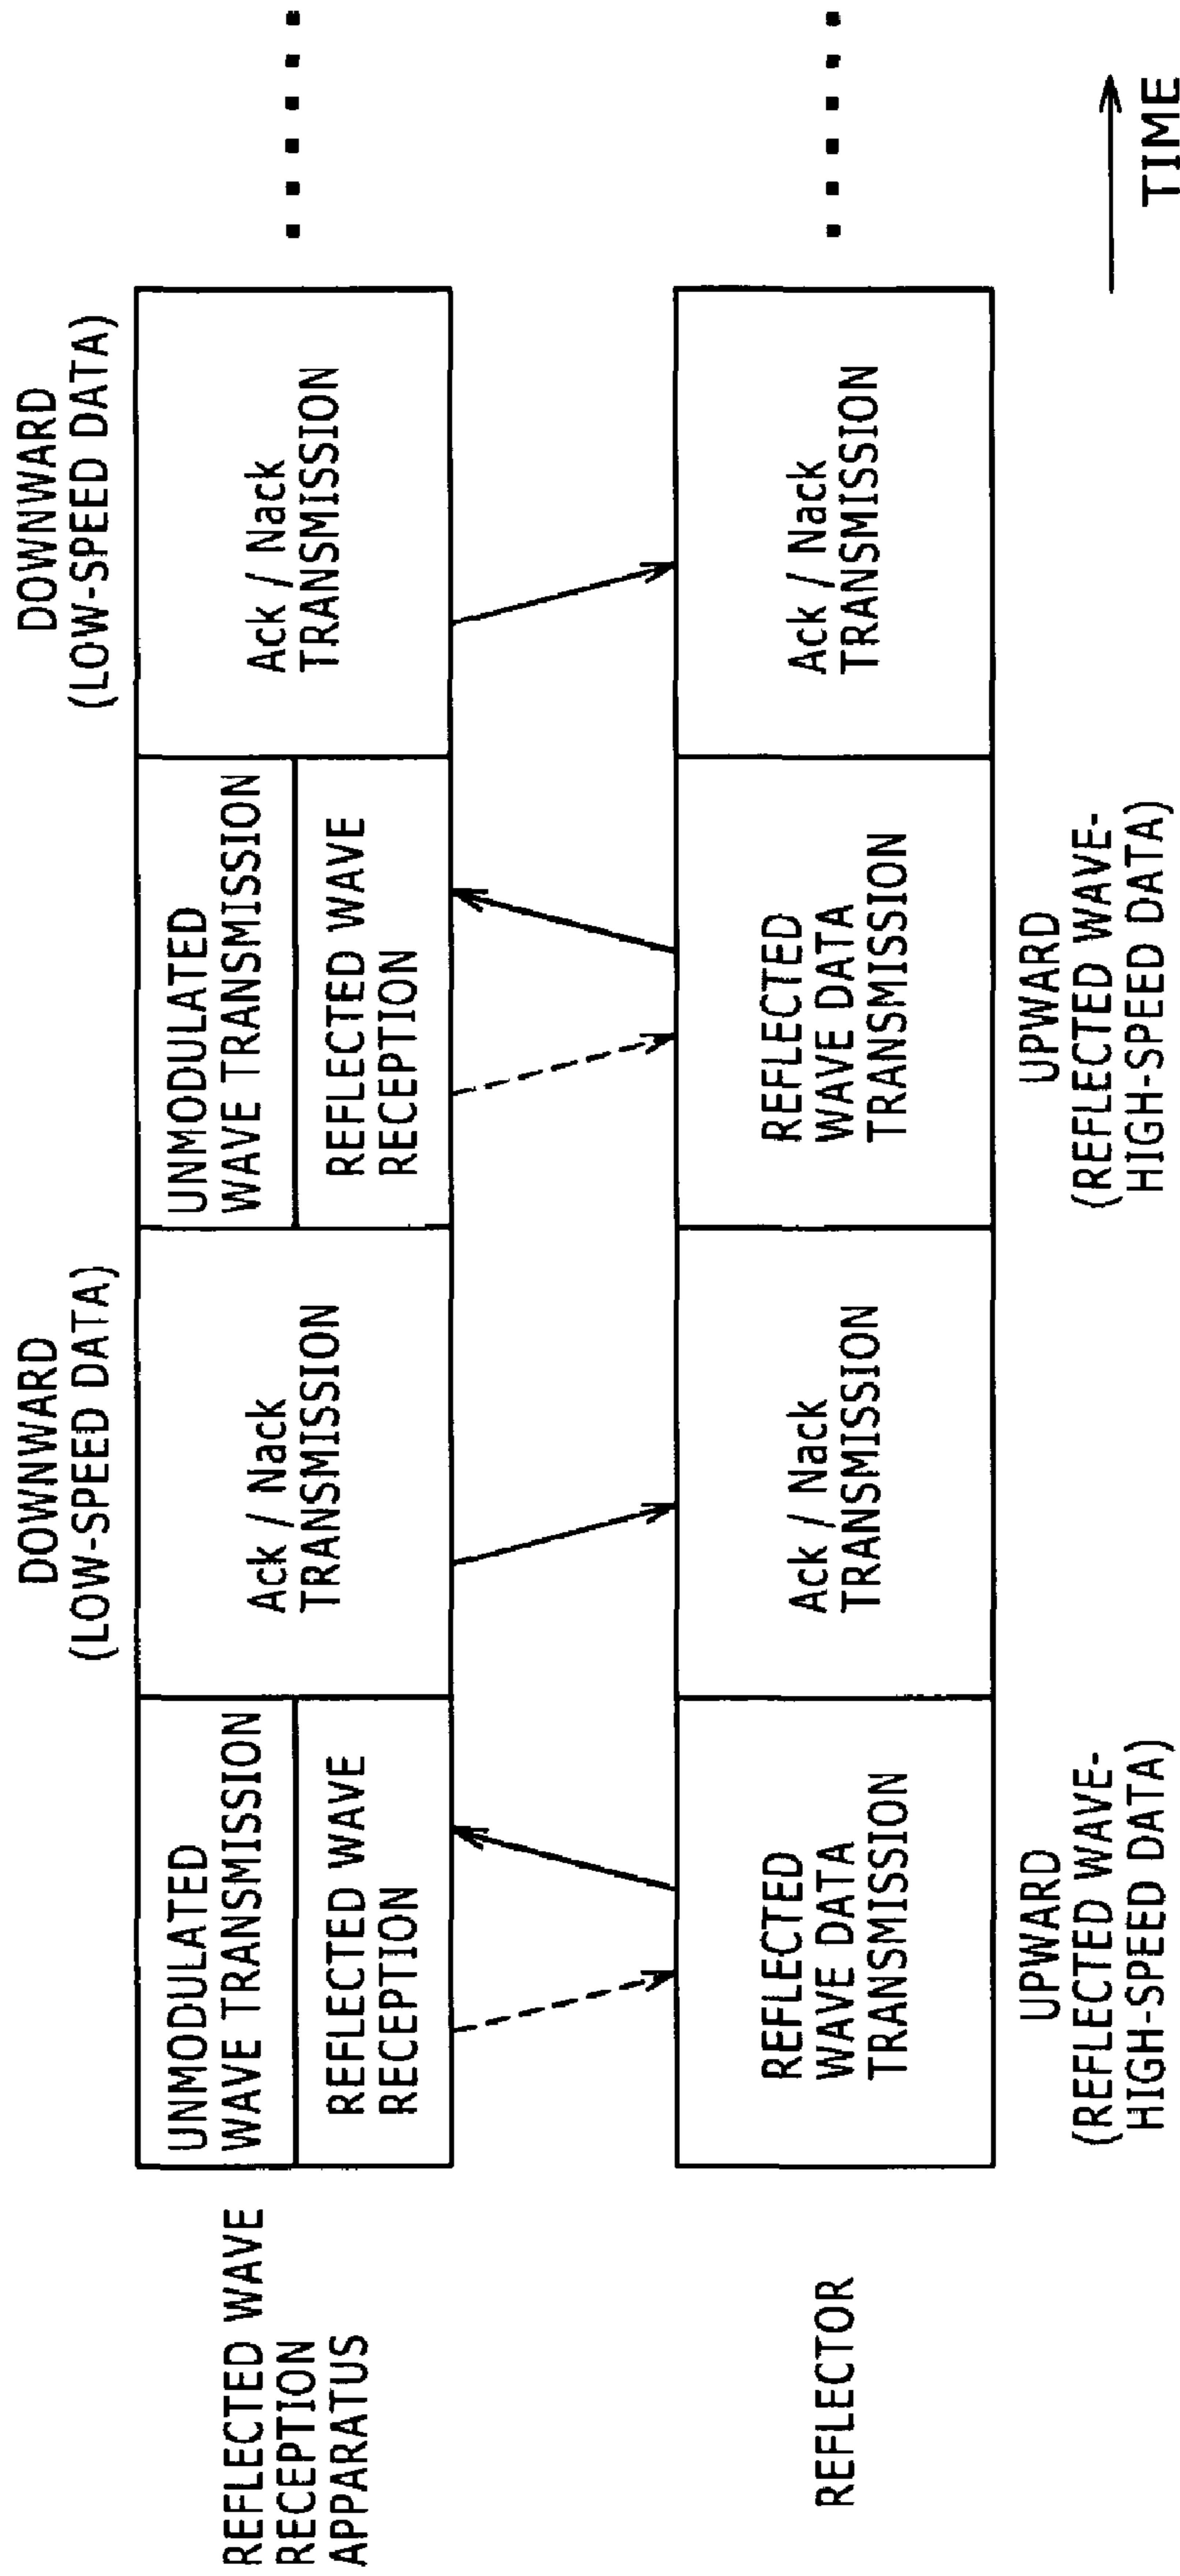 DOWNWARD
(LOW-SPEED DATA)
DOWNWARD
(LOW-SPEED DATA)
REFLECTED WAVE
RECEPTION
APPARATUS
UNMODULATED
WAVE TRANSMISSION
REFLECTED WAVE
RECEPTION
Ack / Nack
TRANSMISSION
UNMODULATED
WAVE TRANSMISSION
REFLECTED WAVE
RECEPTION
Ack / Nack
TRANSMISSION
REFLECTOR
REFLECTED
WAVE DATA
TRANSMISSION
Ack / Nack
TRANSMISSION
REFLECTED
WAVE DATA
TRANSMISSION
Ack / Nack
TRANSMISSION
UPWARD
(REFLECTED WAVE-
HIGH-SPEED DATA)
UPWARD
(REFLECTED WAVE-
HIGH-SPEED DATA)
TIME